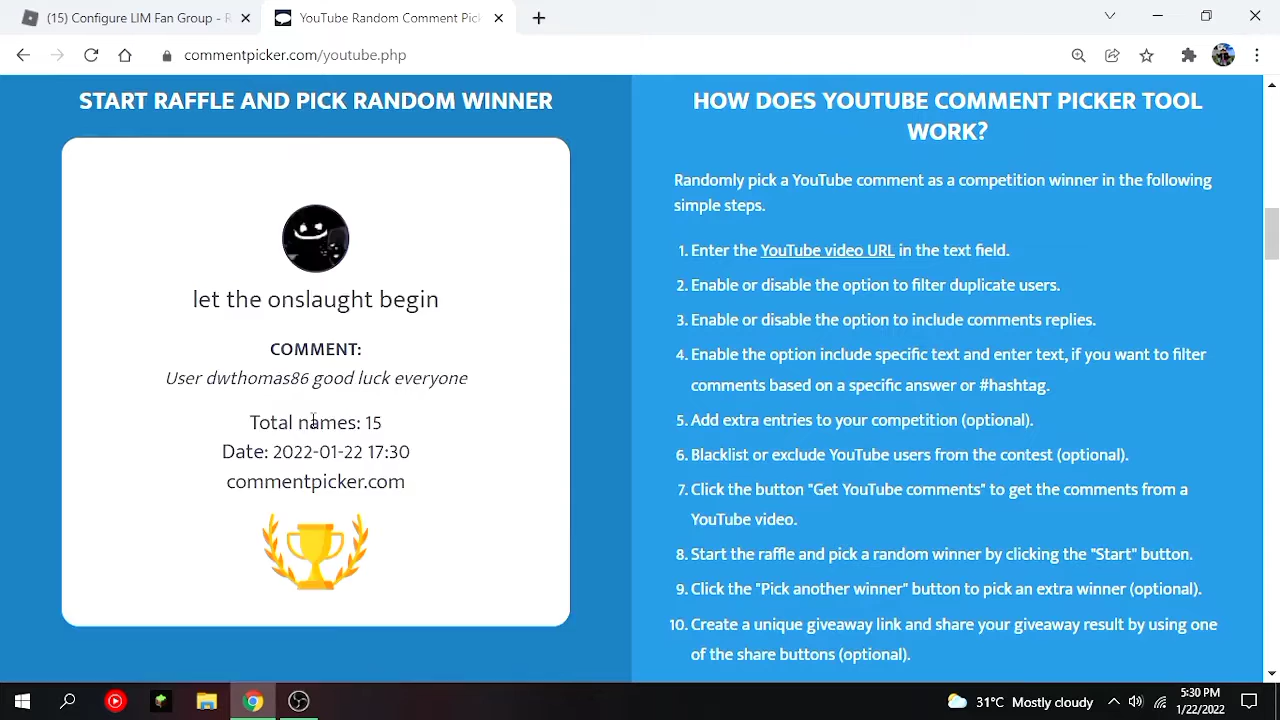 (15) Configure LIM Fan Group - R
YouTube Random Comment Pick
commentpicker.com/youtube.php
START RAFFLE AND PICK RANDOM WINNER
let the onslaught begin
COMMENT:
User dwthomas86 good luck everyone
Total names: 15
Date: 2022-01-22 17:30
commentpicker.com
HOW DOES YOUTUBE COMMENT PICKER TOOL
WORK?
Randomly pick a YouTube comment as a competition winner in the following
simple steps.
1. Enter the YouTube video URL in the text field.
2. Enable or disable the option to filter duplicate users.
3. Enable or disable the option to include comments replies.
4. Enable the option include specific text and enter text, if you want to filter
comments based on a specific answer or #hashtag.
5. Add extra entries to your competition (optional).
6. Blacklist or exclude YouTube users from the contest (optional).
7. Click the button "Get YouTube comments" to get the comments from a
YouTube video.
8. Start the raffle and pick a random winner by clicking the "Start" button.
9. Click the "Pick another winner" button to pick an extra winner (optional).
10. Create a unique giveaway link and share your giveaway result by using one
of the share buttons (optional).
31°C Mostly cloudy
5:30 PM
1/22/2022